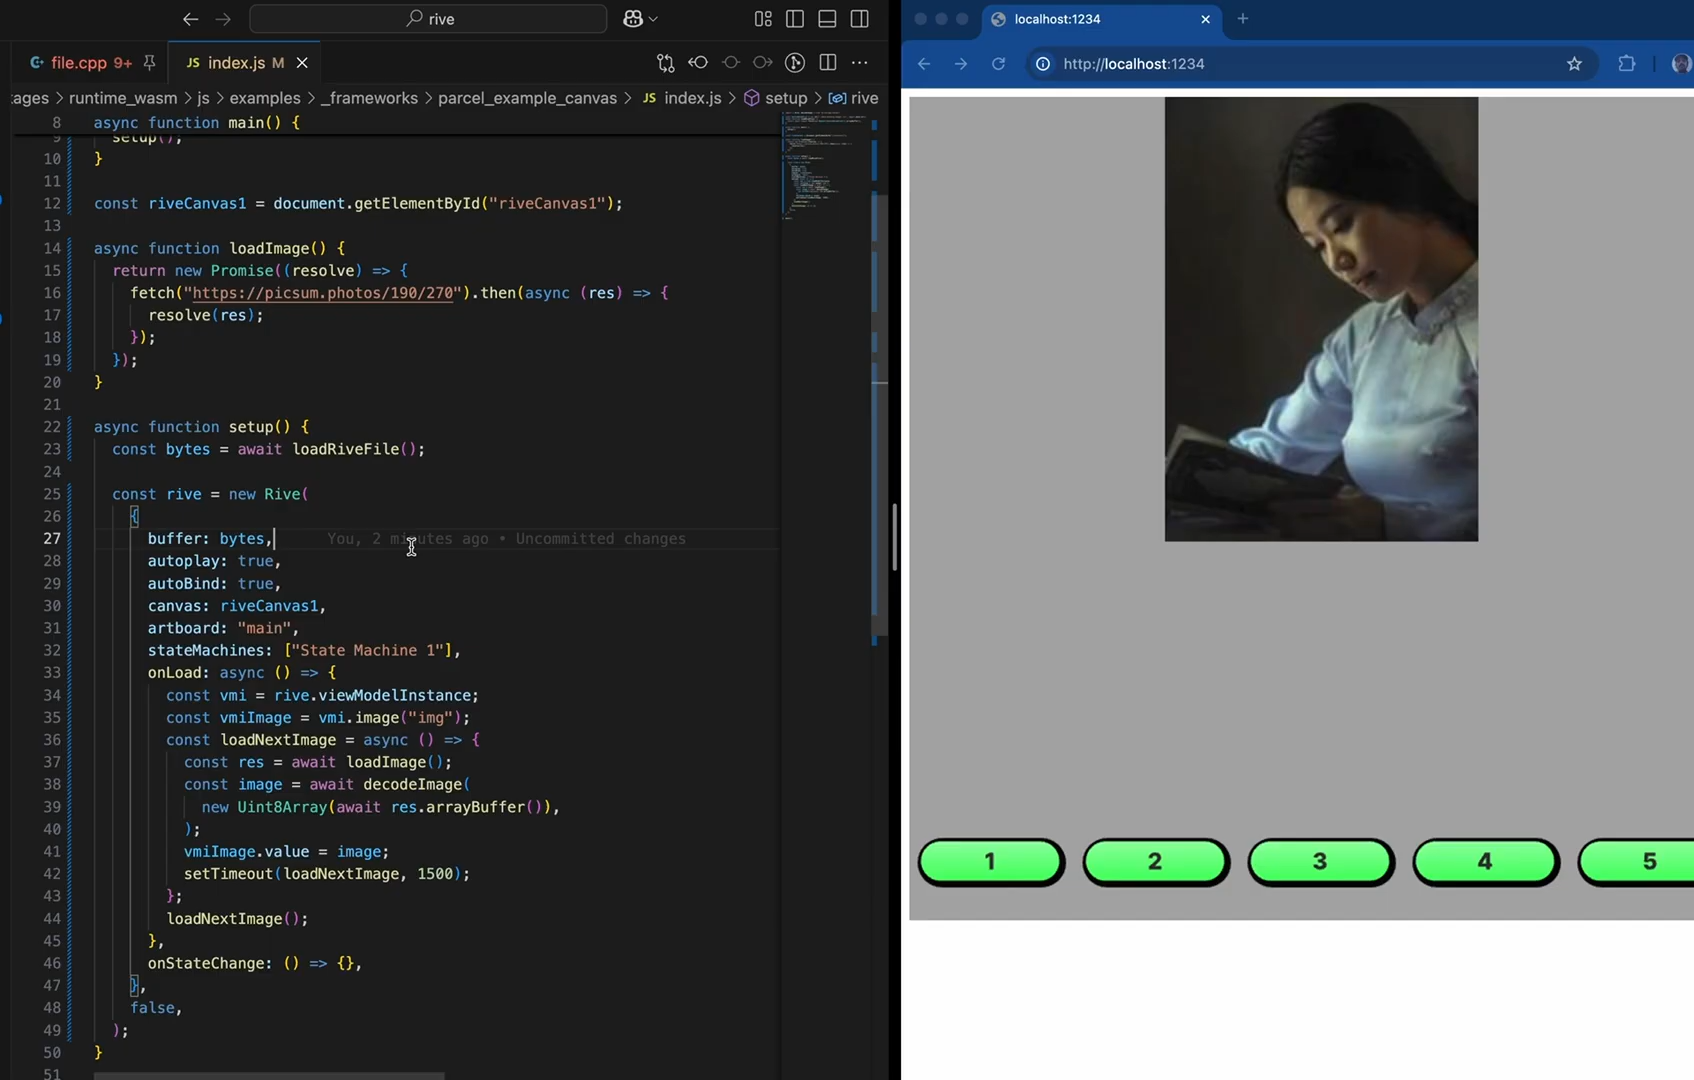 rive
file.cpp 9+
JS index.js M
ages > runtime_wasm > js > examples > _frameworks > parcel_example_canvas > JS index.js > setup > rive
8 async function main() {
9 setup();
10 }
11
12 const riveCanvas1 = document.getElementById("riveCanvas1");
13
14 async function loadImage() {
15 return new Promise((resolve) => {
16 fetch("https://picsum.photos/190/270").then(async (res) => {
17 resolve(res);
18 });
19 });
20 }
21
22 async function setup() {
23 const bytes = await loadRiveFile();
24
25 const rive = new Rive(
26 {
27 buffer: bytes, You, 2 minutes ago • Uncommitted changes
28 autoplay: true,
29 autoBind: true,
30 canvas: riveCanvas1,
31 artboard: "main",
32 stateMachines: ["State Machine 1"],
33 onLoad: async () => {
34 const vmi = rive.viewModelInstance;
35 const vmiImage = vmi.image("img");
36 const loadNextImage = async () => {
37 const res = await loadImage();
38 const image = await decodeImage(
39 new Uint8Array(await res.arrayBuffer()),
40 );
41 vmiImage.value = image;
42 setTimeout(loadNextImage, 1500);
43 };
44 loadNextImage();
45 },
46 onStateChange: () => {},
47 },
48 false,
49 );
50 }
51
localhost:1234
http://localhost:1234
1
2
3
4
5